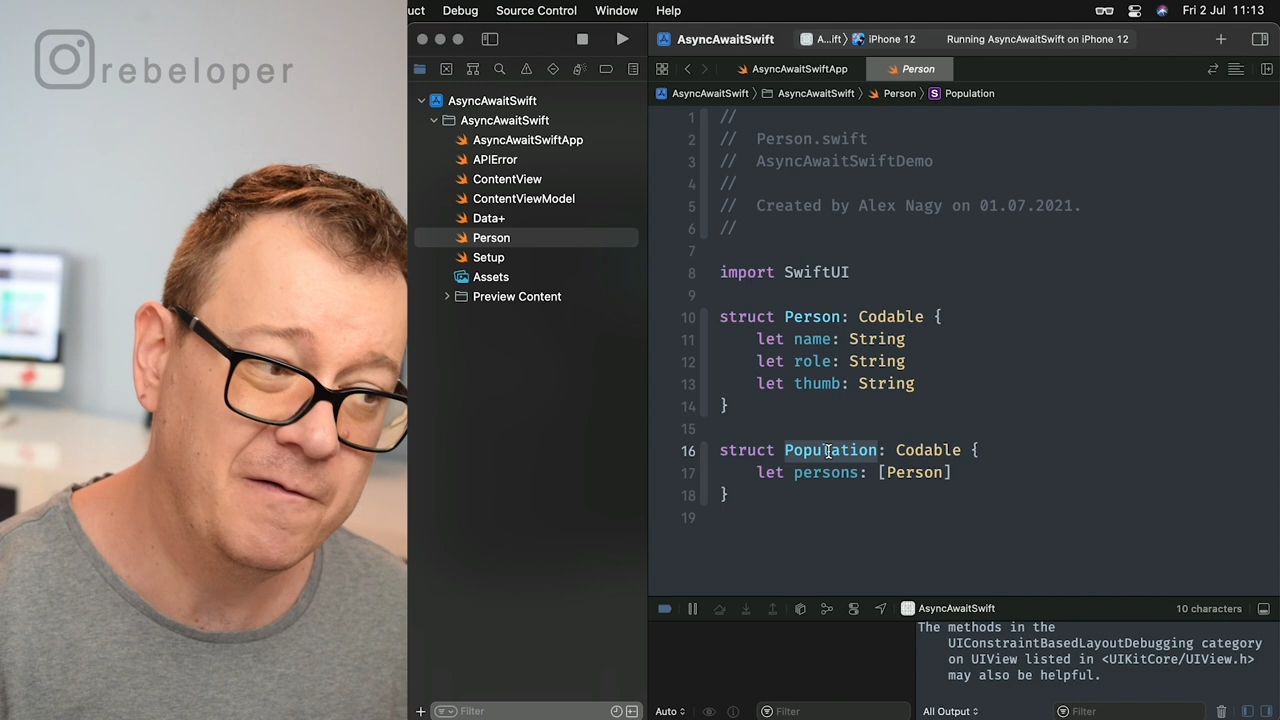 rebeloper
uct Debug Source Control Window Help Fri 2 Jul 11:13
AsyncAwaitSwift A...ift〉 iPhone 12 Running AsyncAwaitSwift on iPhone 12
AsyncAwaitSwiftApp Person
AsyncAwaitSwift 〉 AsyncAwaitSwift 〉 Person 〉 S Population
AsyncAwaitSwift
AsyncAwaitSwift
AsyncAwaitSwiftApp
APIError
ContentView
ContentViewModel
Data+
Person
Setup
Assets
Preview Content
1 //
2 // Person.swift
3 // AsyncAwaitSwiftDemo
4 //
5 // Created by Alex Nagy on 01.07.2021.
6 //
7
8 import SwiftUI
9
10 struct Person: Codable {
11 let name: String
12 let role: String
13 let thumb: String
14 }
15
16 struct Population: Codable {
17 let persons: [Person]
18 }
19
AsyncAwaitSwift 10 characters
The methods in the
UIConstraintBasedLayoutDebugging category
on UIView listed in <UIKitCore/UIView.h>
may also be helpful.
Filter
Auto Filter
All Output Filter